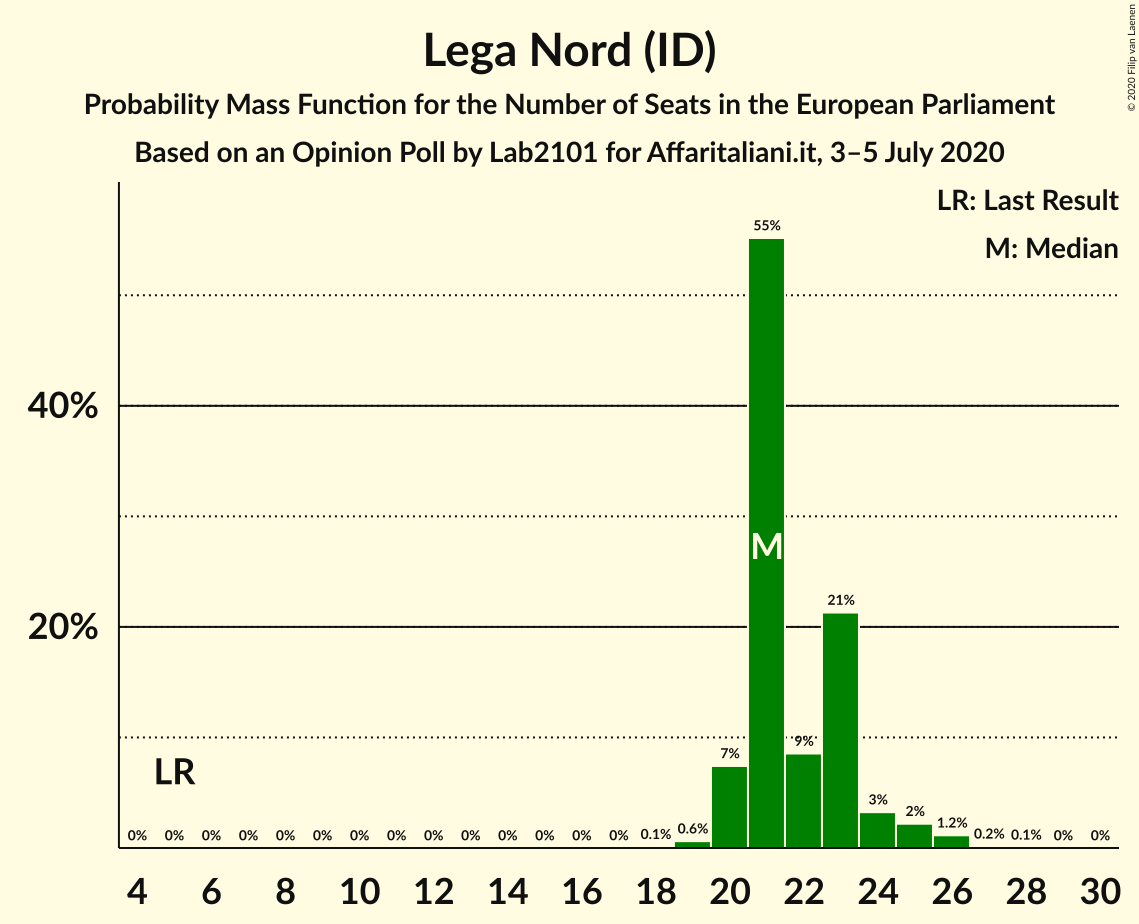 Lega Nord (ID)
Probability Mass Function for the Number of Seats in the European Parliament
Based on an Opinion Poll by Lab2101 for Affaritaliani.it, 3–5 July 2020
© 2020 Filip van Laenen
LR: Last Result
M: Median
55%
40%
M
21%
20%
9%
7%
LR
3%
2%
1.2%
0% 0% 0% 0% 0% 0% 0% 0% 0% 0% 0% 0% 0% 0% 0.1% 0.6% 0.2% 0.1% 0% 0%
4 6 8 10 12 14 16 18 20 22 24 26 28 30